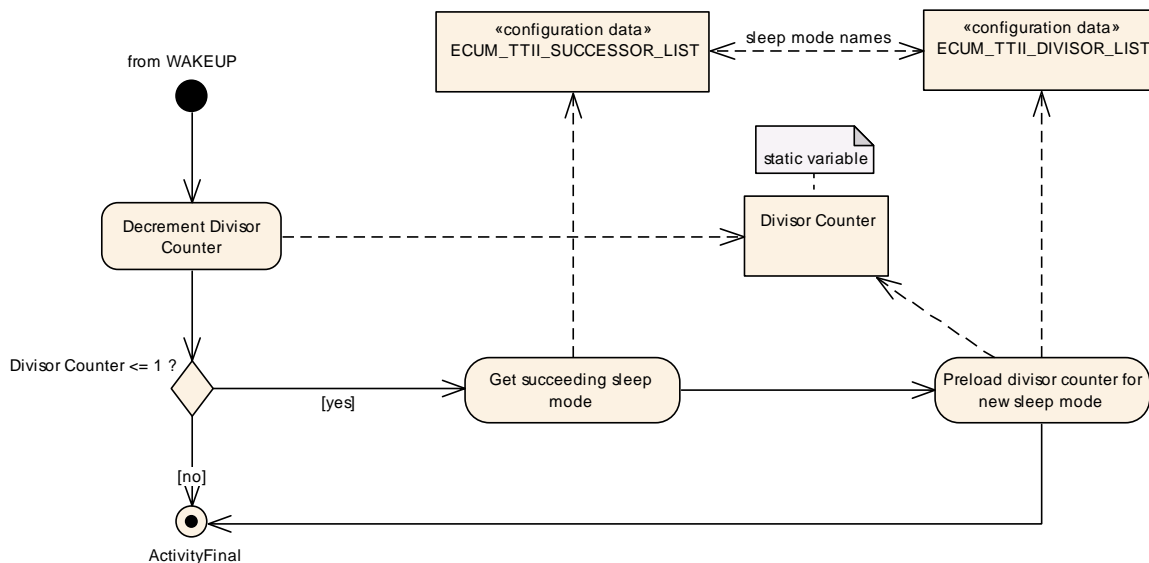 «configuration data»
ECUM_TTII_SUCCESSOR_LIST
sleep mode names
«configuration data»
ECUM_TTII_DIVISOR_LIST
from WAKEUP
static variable
Decrement Divisor
Counter
Divisor Counter
Divisor Counter <= 1 ?
[yes]
Get succeeding sleep
mode
Preload divisor counter for
new sleep mode
[no]
ActivityFinal